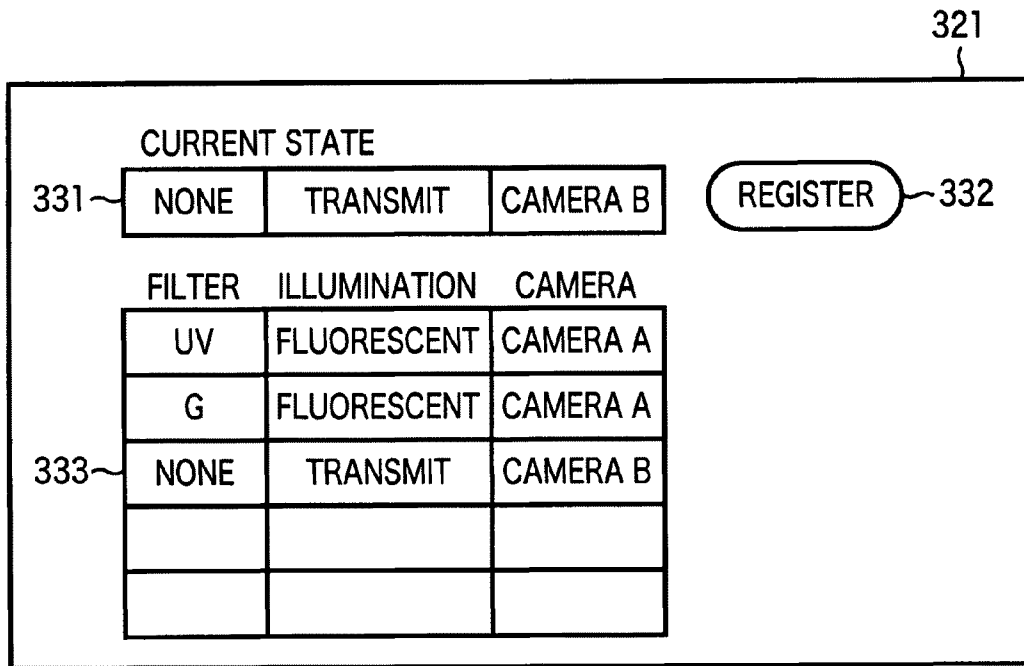 321
CURRENT STATE
331 NONE TRANSMIT CAMERA B REGISTER 332
FILTER ILLUMINATION CAMERA
UV FLUORESCENT CAMERA A
G FLUORESCENT CAMERA A
333 NONE TRANSMIT CAMERA B